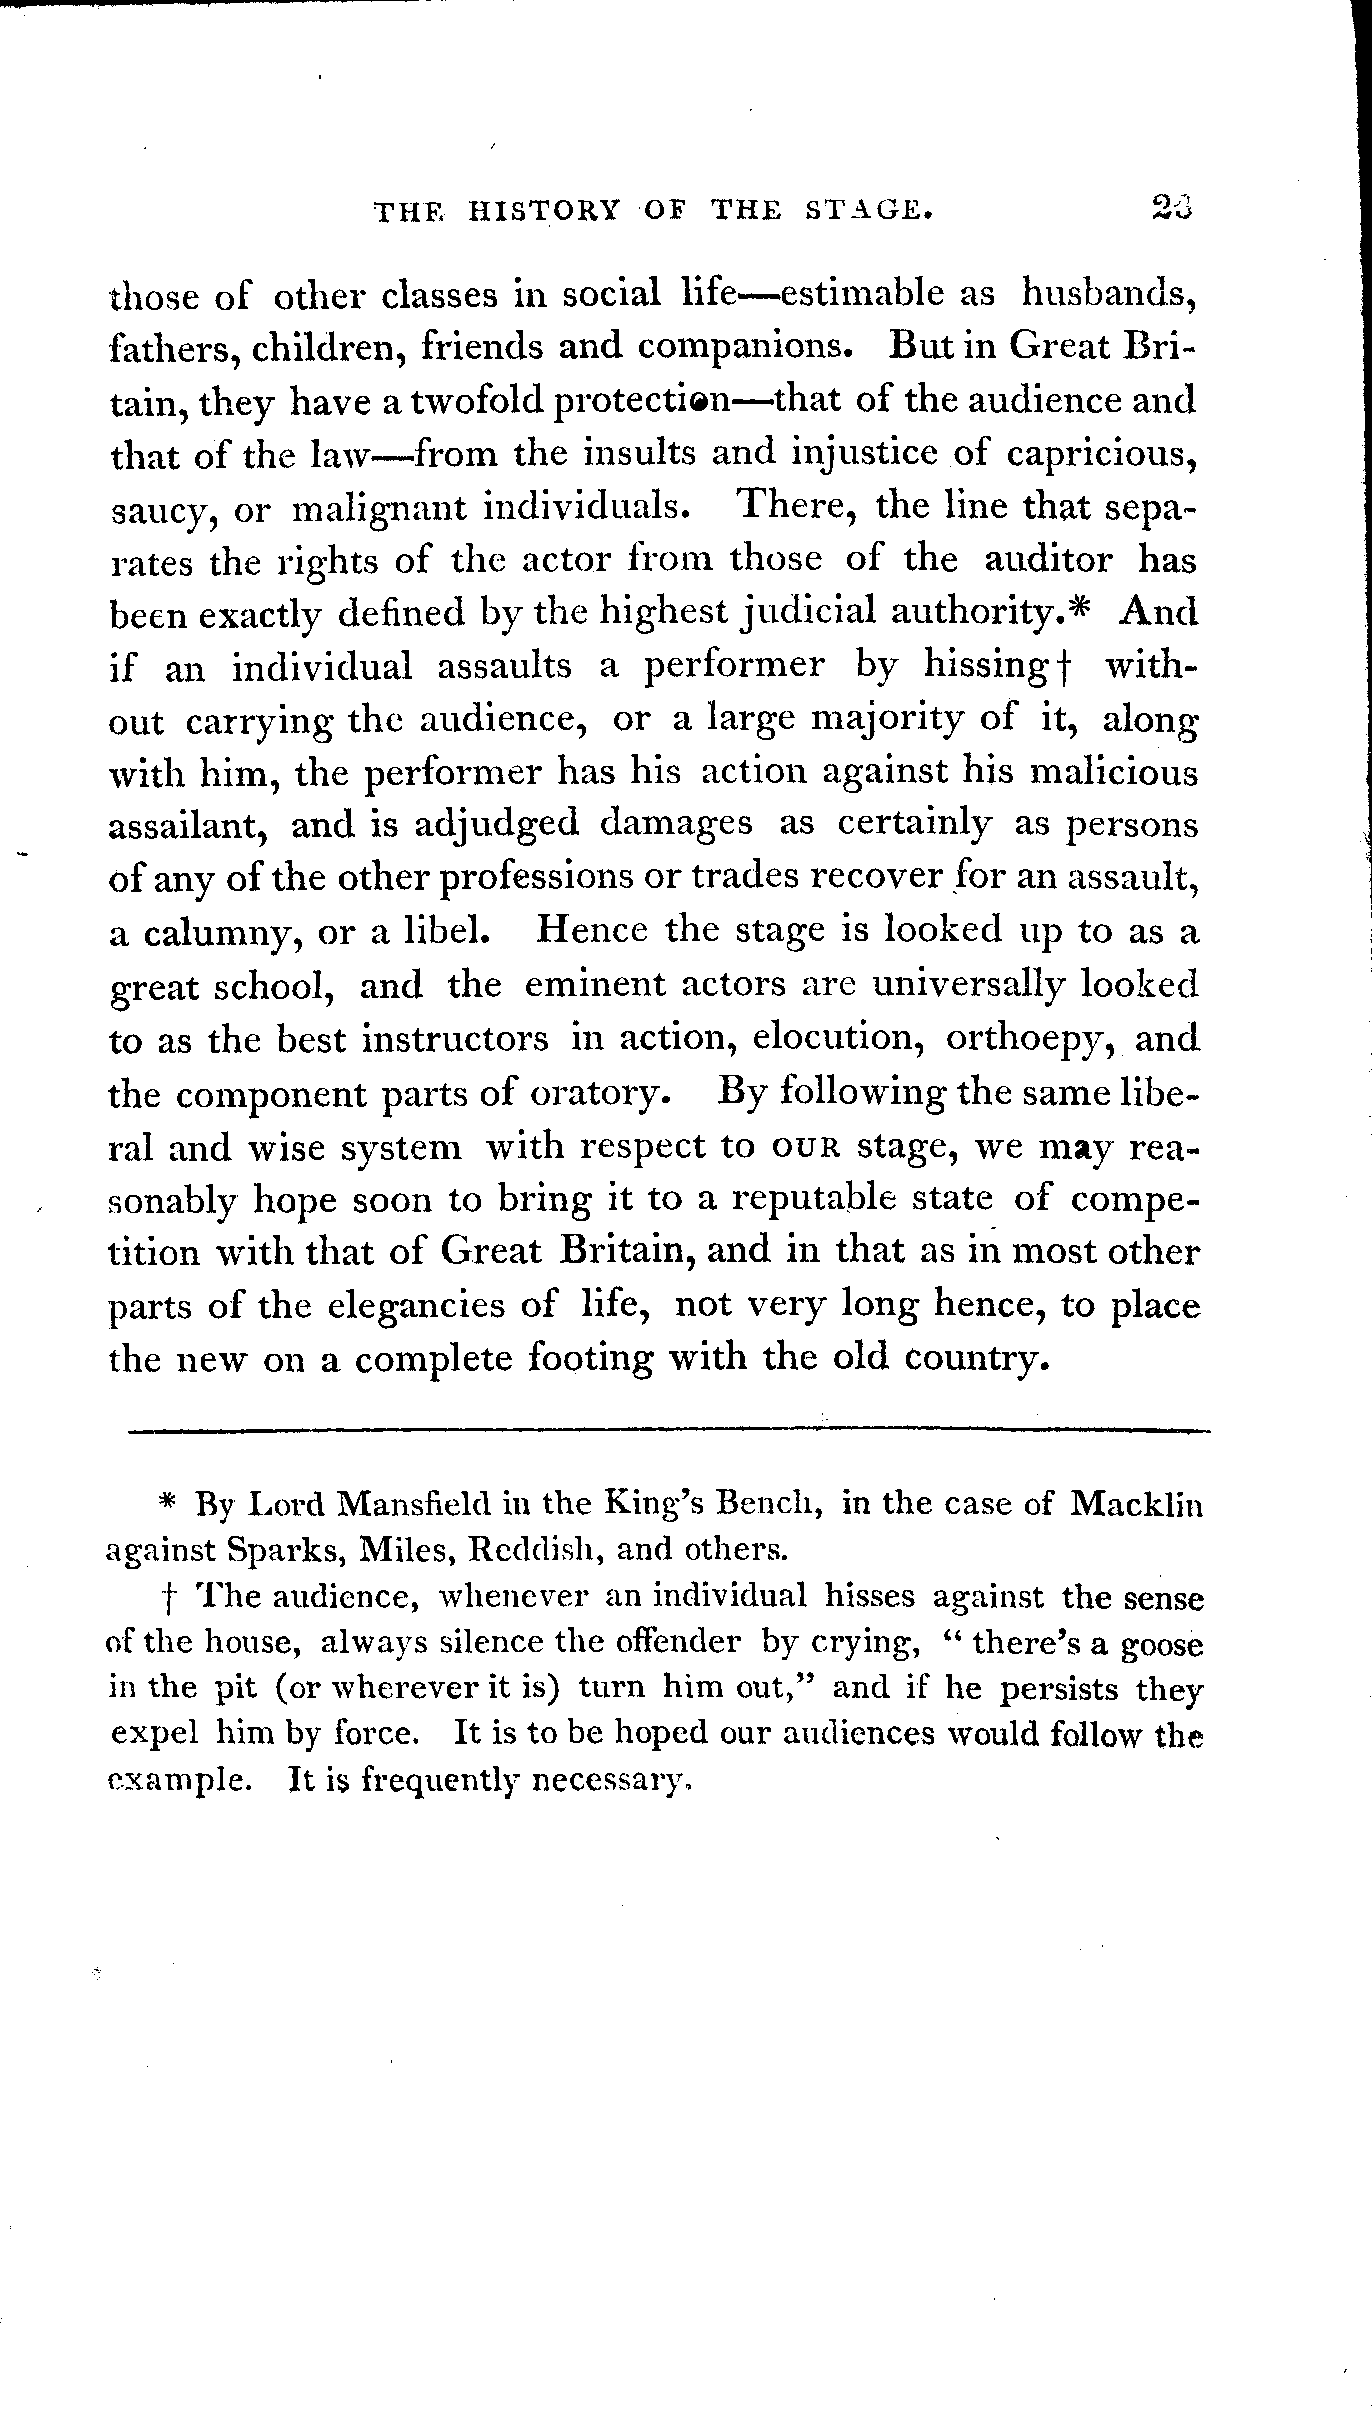 THE HISTORY OF THE STAGE. 23
those of other classes in social life—estimable as husbands,
fathers, children, friends and companions. But in Great Bri-
tain, they have a twofold protection—that of the audience and
that of the law—from the insults and injustice of capricious,
saucy, or malignant individuals. There, the line that sepa-
rates the rights of the actor from those of the auditor has
been exactly defined by the highest judicial authority.* And
if an individual assaults a performer by hissing† with-
out carrying the audience, or a large majority of it, along
with him, the performer has his action against his malicious
assailant, and is adjudged damages as certainly as persons
of any of the other professions or trades recover for an assault,
a calumny, or a libel. Hence the stage is looked up to as a
great school, and the eminent actors are universally looked
to as the best instructors in action, elocution, orthoepy, and
the component parts of oratory. By following the same libe-
ral and wise system with respect to OUR stage, we may rea-
sonably hope soon to bring it to a reputable state of compe-
tition with that of Great Britain, and in that as in most other
parts of the elegancies of life, not very long hence, to place
the new on a complete footing with the old country.
* By Lord Mansfield in the King's Bench, in the case of Macklin
against Sparks, Miles, Reddish, and others.
† The audience, whenever an individual hisses against the sense
of the house, always silence the offender by crying, “ there's a goose
in the pit (or wherever it is) turn him out,” and if he persists they
expel him by force. It is to be hoped our audiences would follow the
example. It is frequently necessary.